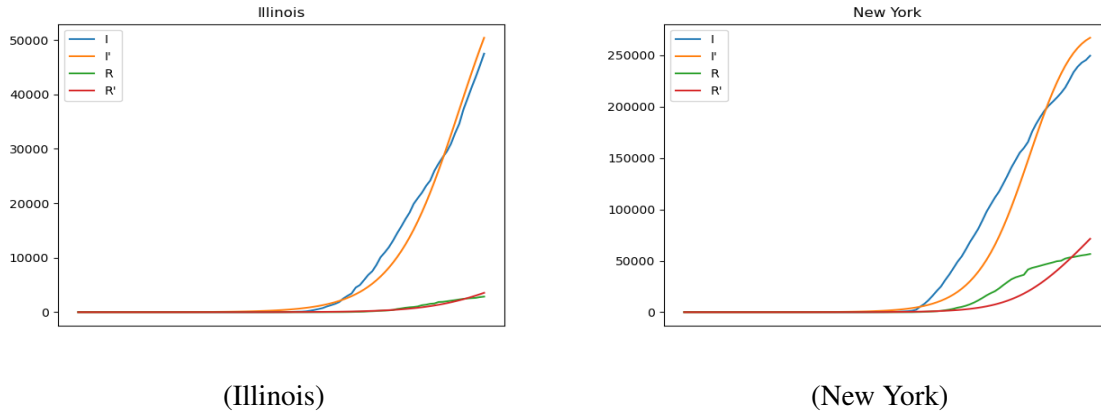 Illinois
I
I'
R
R'
50000
40000
30000
20000
10000
0
New York
I
I'
R
R'
250000
200000
150000
100000
50000
0
(Illinois)
(New York)